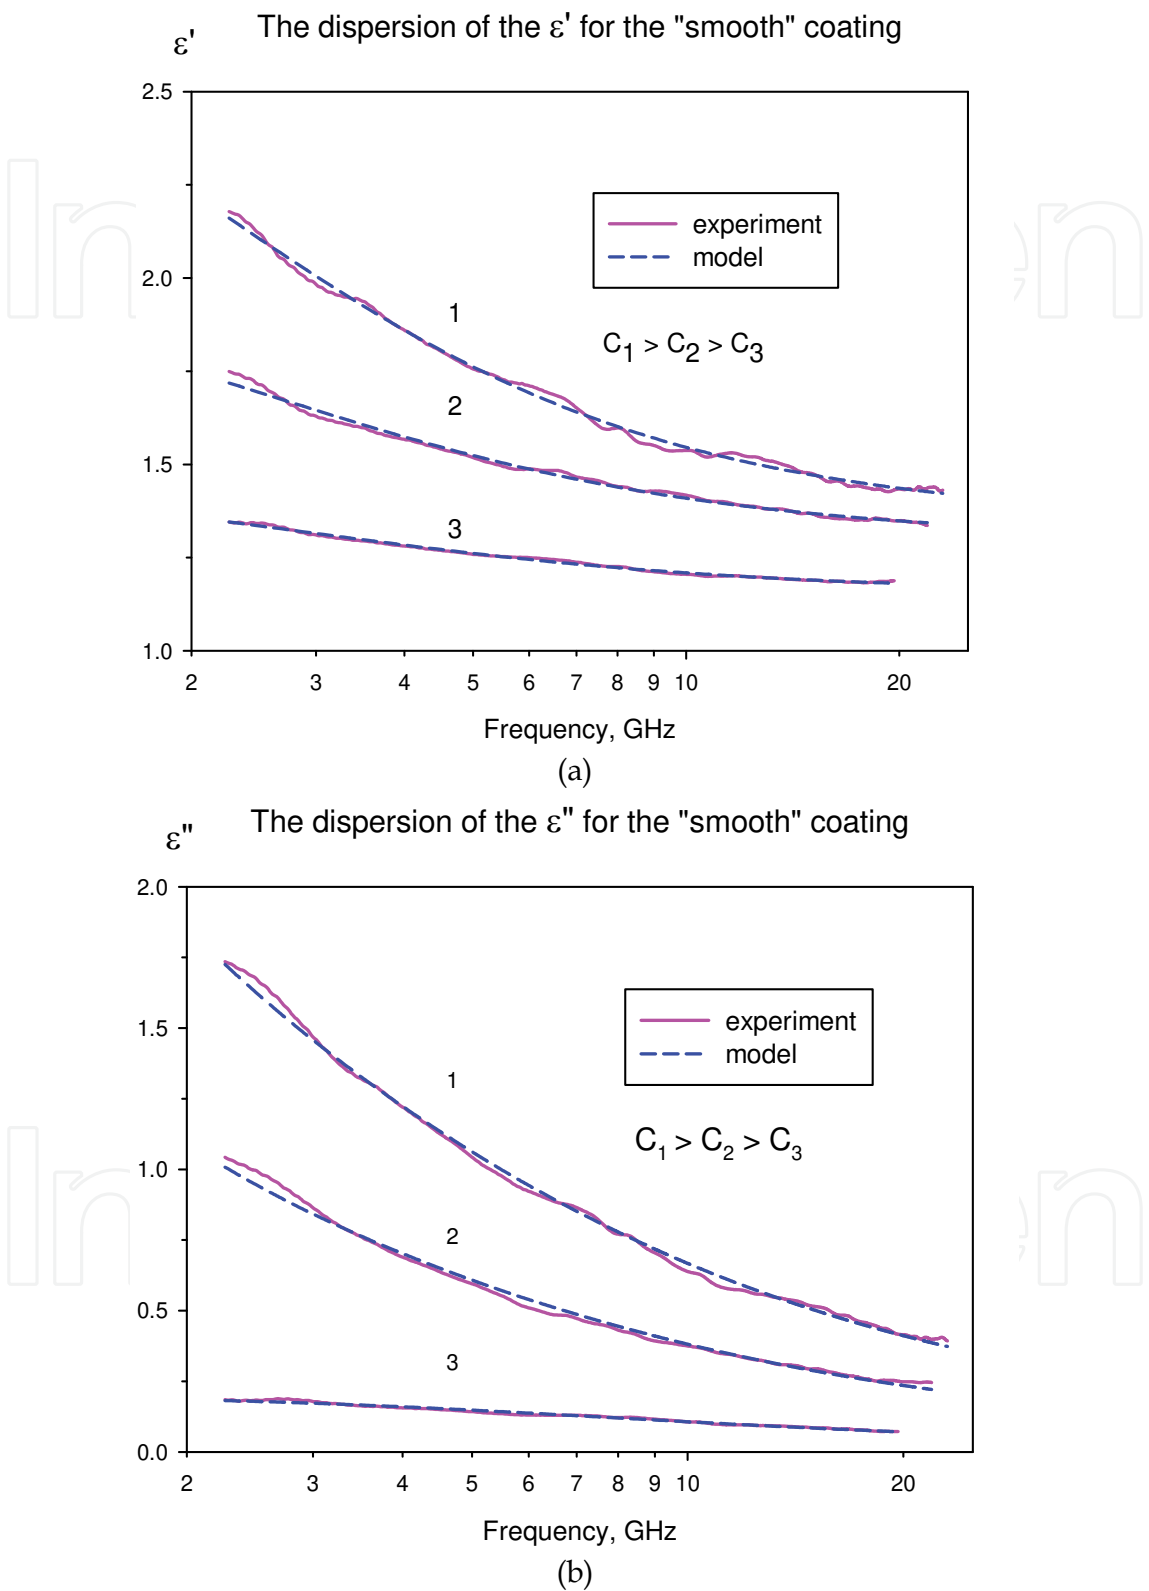 The dispersion of the ε' for the "smooth" coating
ε'
2.5
2.0
1.5
1.0
experiment
model
C1 > C2 > C3
1
2
3
2 3 4 5 6 7 8 9 10 20
Frequency, GHz
(a)
The dispersion of the ε" for the "smooth" coating
ε"
2.0
1.5
1.0
0.5
0.0
experiment
model
C1 > C2 > C3
1
2
3
2 3 4 5 6 7 8 9 10 20
Frequency, GHz
(b)